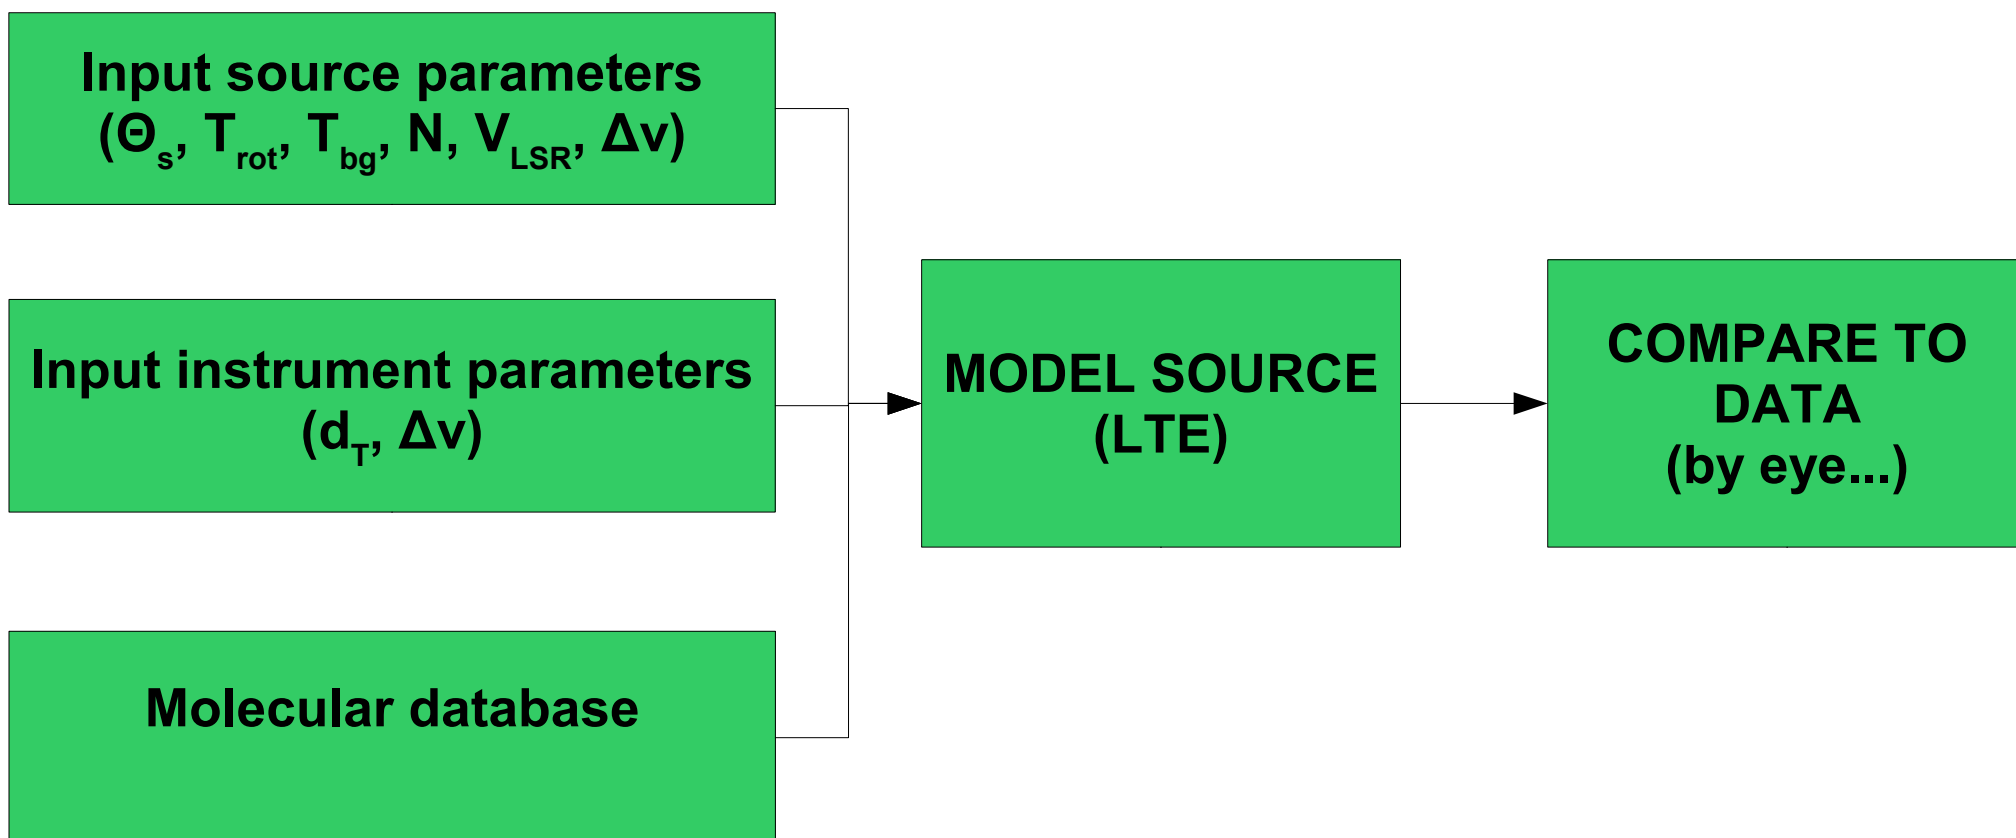 Input source parameters
(Θs, Trot, Tbg, N, VLSR, Δv)
Input instrument parameters
(dT, Δv)
Molecular database
MODEL SOURCE
(LTE)
COMPARE TO
DATA
(by eye...)